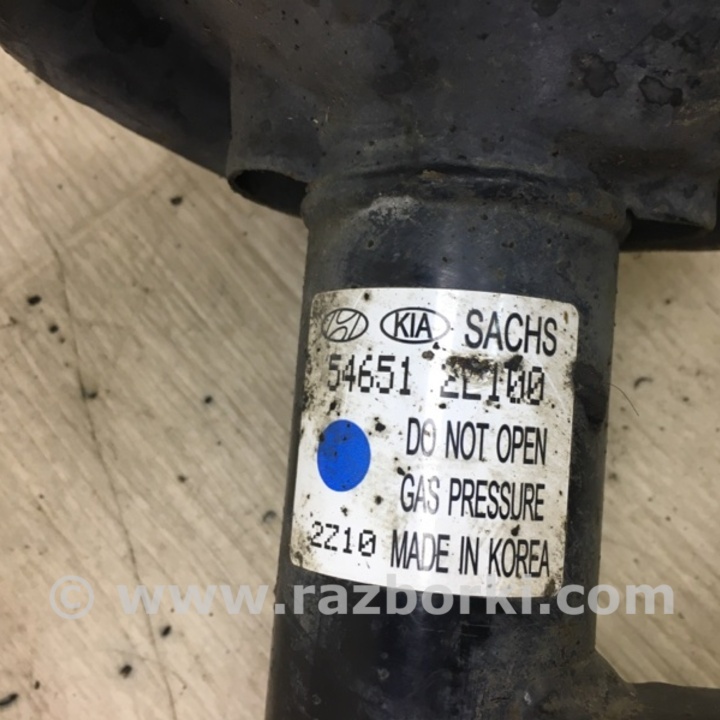 KIA SACHS
54651 2L100
DO NOT OPEN
GAS PRESSURE
2Z10 MADE IN KOREA
© www.razborki.com